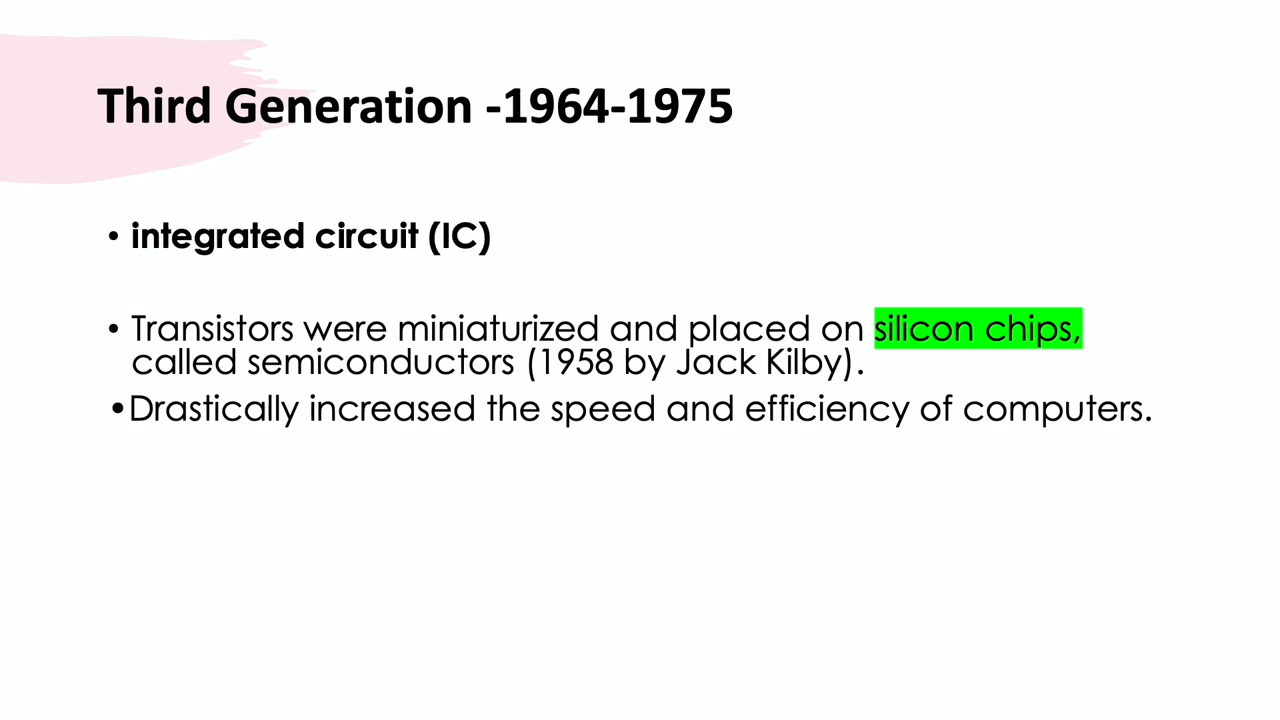 Third Generation -1964-1975
• integrated circuit (IC)
• Transistors were miniaturized and placed on silicon chips,
called semiconductors (1958 by Jack Kilby).
•Drastically increased the speed and efficiency of computers.